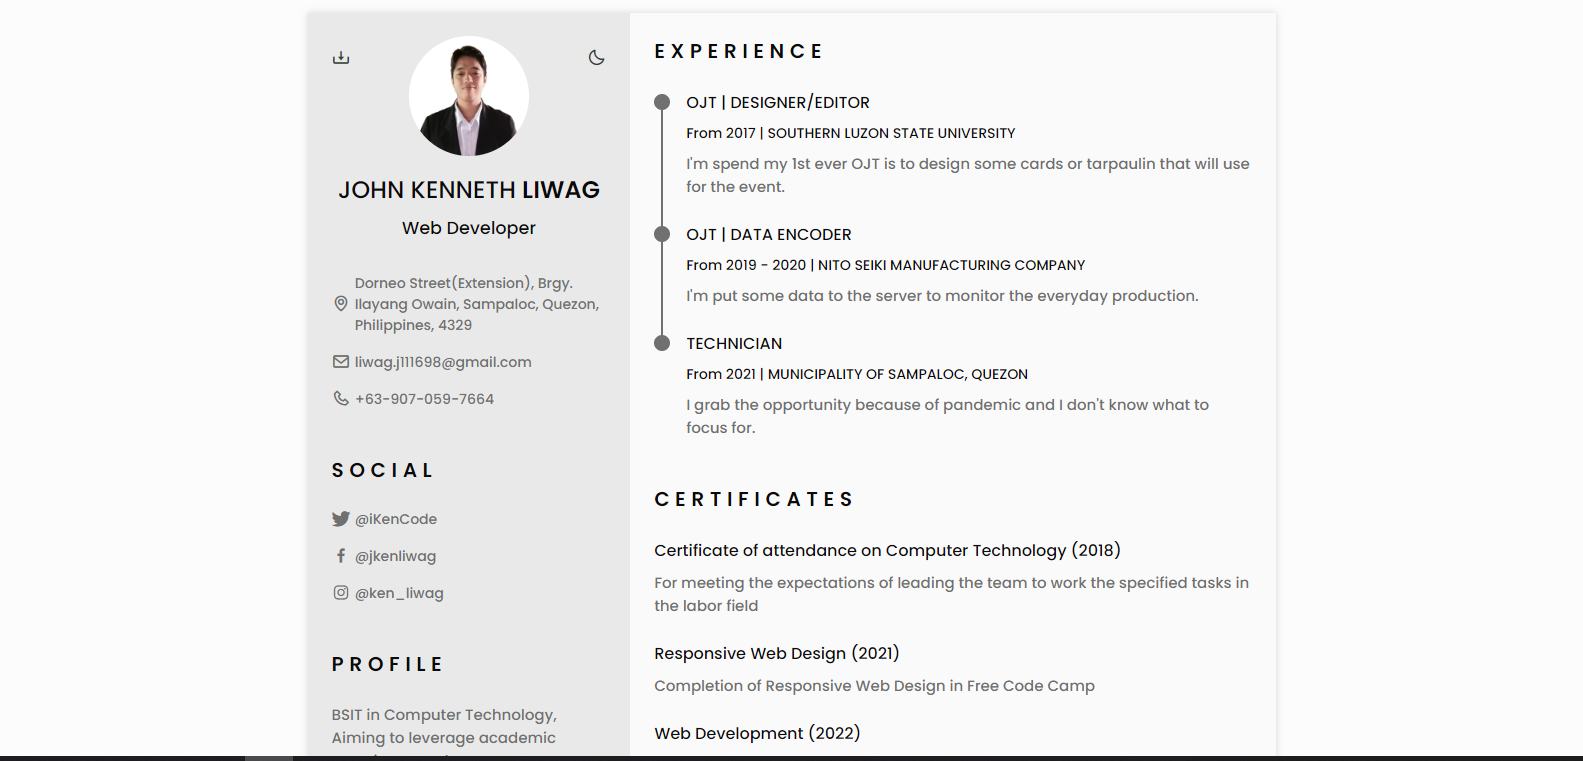 JOHN KENNETH LIWAG
Web Developer
Dorneo Street(Extension), Brgy.
Ilayang Owain, Sampaloc, Quezon,
Philippines, 4329
liwag.j111698@gmail.com
+63-907-059-7664
SOCIAL
@iKenCode
@jkenliwag
@ken_liwag
PROFILE
BSIT in Computer Technology,
Aiming to leverage academic
EXPERIENCE
OJT | DESIGNER/EDITOR
From 2017 | SOUTHERN LUZON STATE UNIVERSITY
I'm spend my 1st ever OJT is to design some cards or tarpaulin that will use
for the event.
OJT | DATA ENCODER
From 2019 - 2020 | NITO SEIKI MANUFACTURING COMPANY
I'm put some data to the server to monitor the everyday production.
TECHNICIAN
From 2021 | MUNICIPALITY OF SAMPALOC, QUEZON
I grab the opportunity because of pandemic and I don't know what to
focus for.
CERTIFICATES
Certificate of attendance on Computer Technology (2018)
For meeting the expectations of leading the team to work the specified tasks in
the labor field
Responsive Web Design (2021)
Completion of Responsive Web Design in Free Code Camp
Web Development (2022)